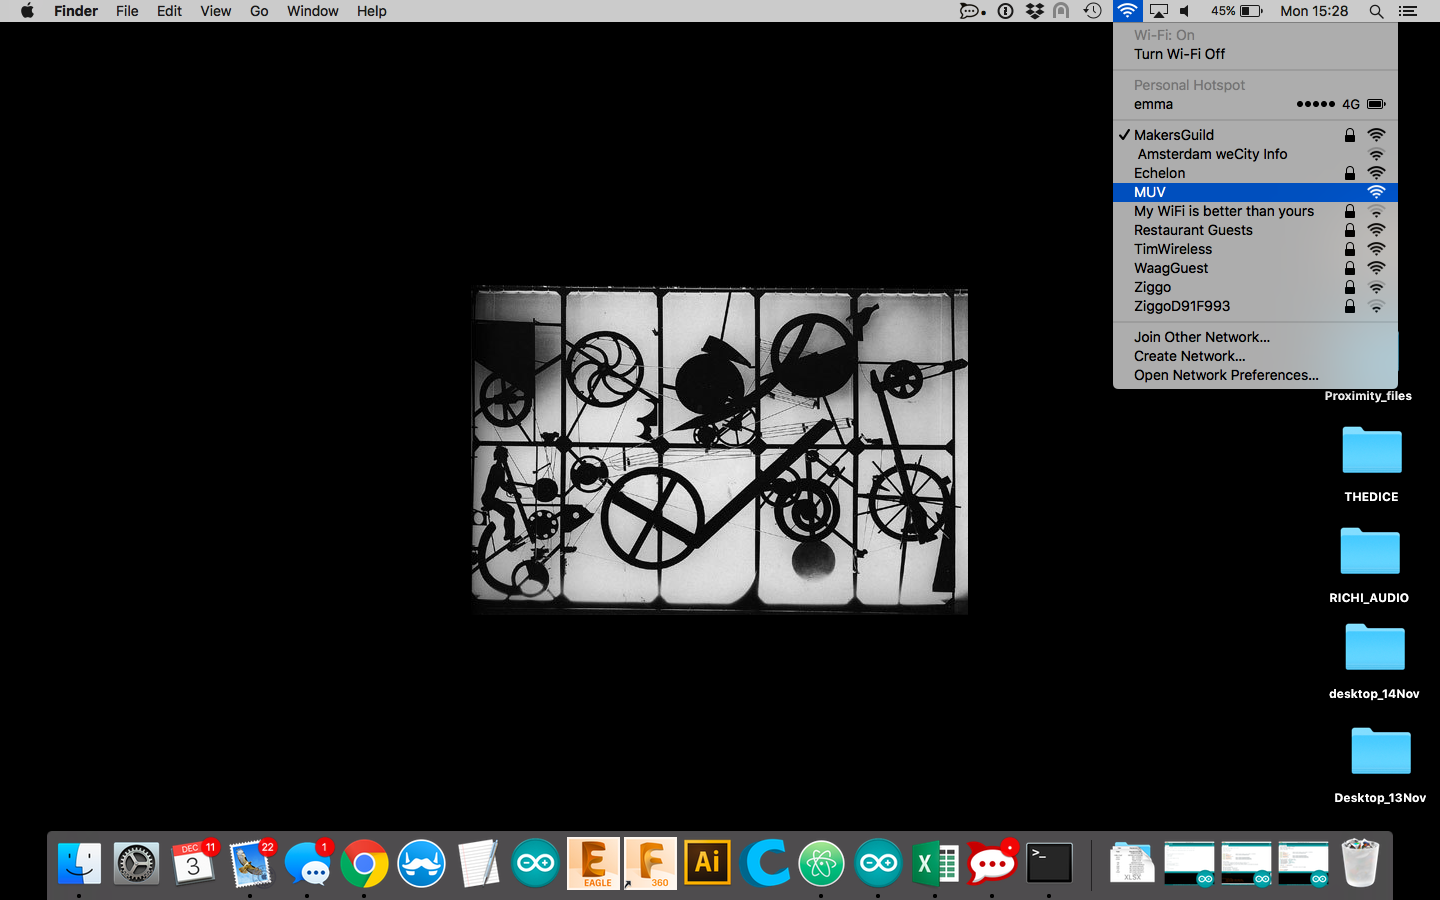 Finder File Edit View Go Window Help 45% Mon 15:28
Wi-Fi: On
Turn Wi-Fi Off
Personal Hotspot
emma 4G
MakersGuild
Amsterdam weCity Info
Echelon
MUV
My WiFi is better than yours
Restaurant Guests
TimWireless
WaagGuest
Ziggo
ZiggoD91F993
Join Other Network...
Create Network...
Open Network Preferences...
Proximity_files
THEDICE
RICHI_AUDIO
desktop_14Nov
Desktop_13Nov
DEC 11 22 1
3
E F Ai
EAGLE 360
>_
XLSX